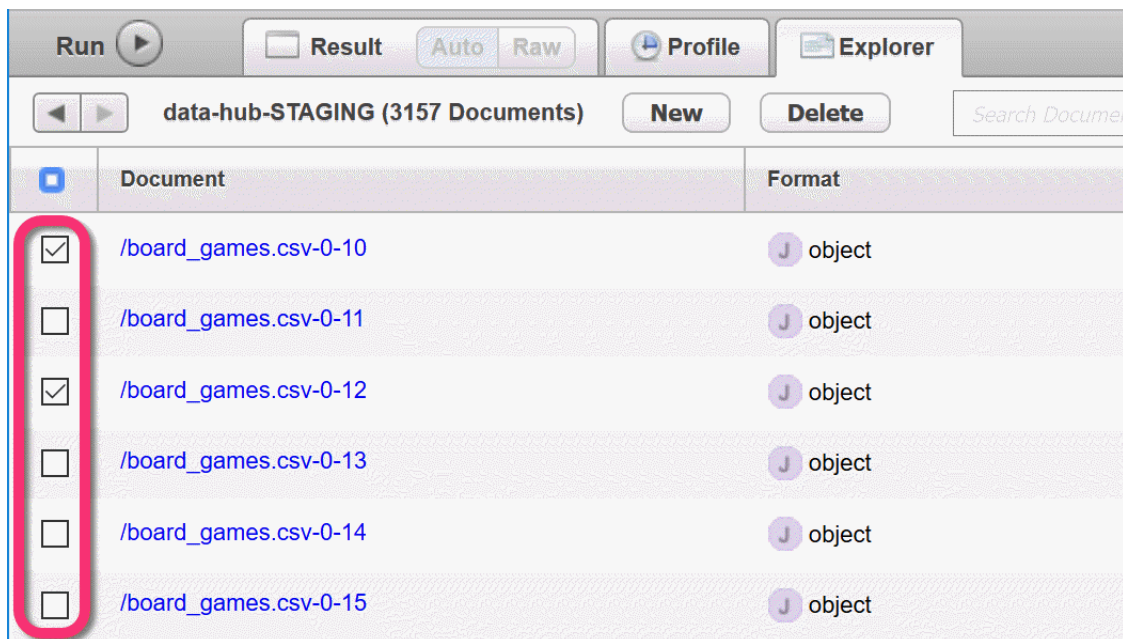 Run Result Auto Raw Profile Explorer
data-hub-STAGING (3157 Documents) New Delete Search
Document Format
/board_games.csv-0-10 J object
/board_games.csv-0-11 J object
/board_games.csv-0-12 J object
/board_games.csv-0-13 J object
/board_games.csv-0-14 J object
/board_games.csv-0-15 J object